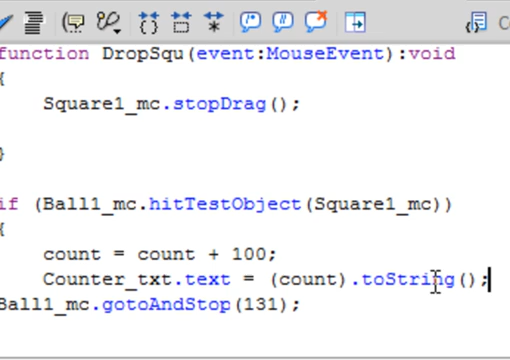 function DropSqu(event:MouseEvent):void
{
Square1_mc.stopDrag();
}
if (Ball1_mc.hitTestObject(Square1_mc))
{
count = count + 100;
Counter_txt.text = (count).toString();
Ball1_mc.gotoAndStop(131);